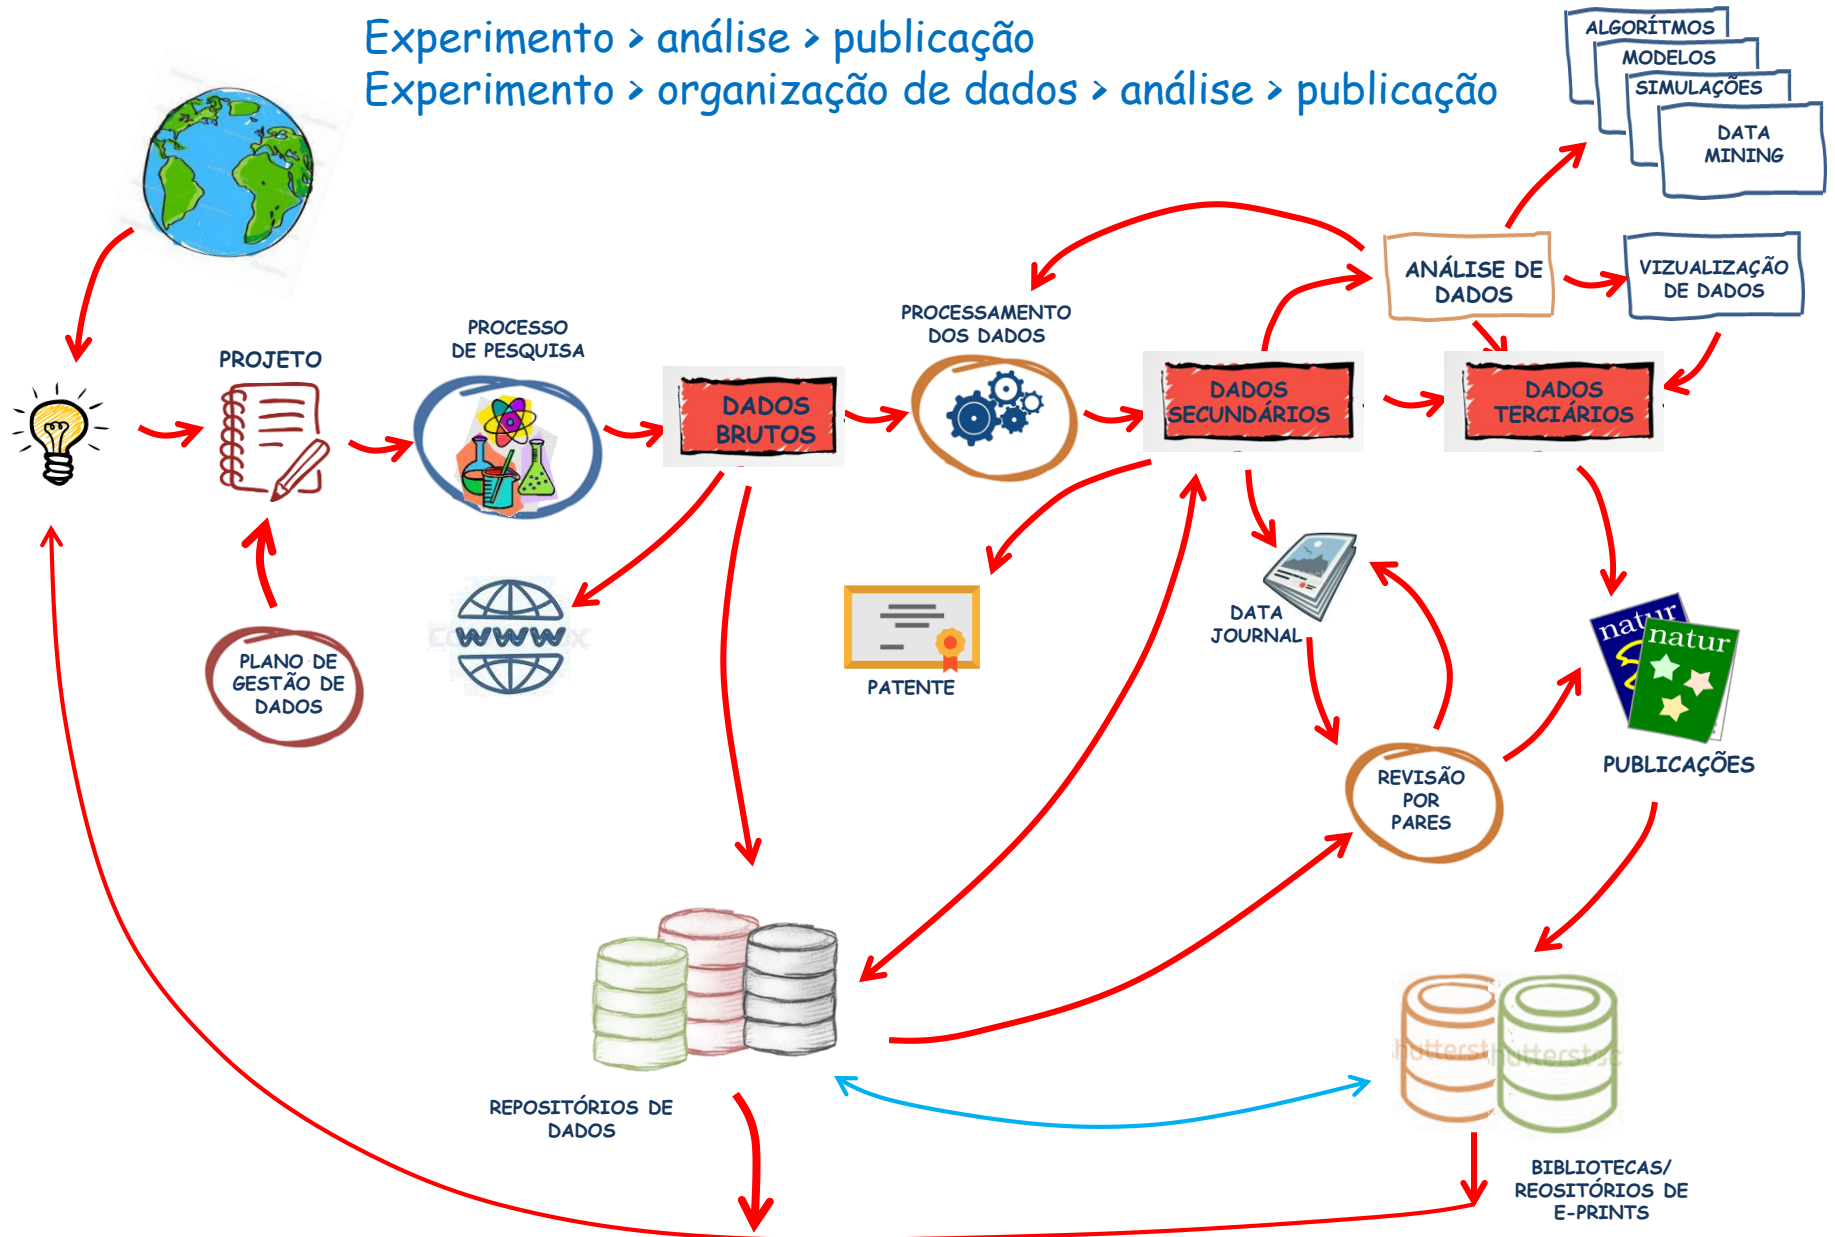 Experimento > análise > publicação
Experimento > organização de dados > análise > publicação
ALGORÍTMOS
MODELOS
SIMULAÇÕES
DATA
MINING
ANÁLISE DE
DADOS
VIZUALIZAÇÃO
DE DADOS
PROCESSAMENTO
DOS DADOS
PROCESSO
DE PESQUISA
PROJETO
DADOS
BRUTOS
DADOS
SECUNDÁRIOS
DADOS
TERCIÁRIOS
PLANO DE
GESTÃO DE
DADOS
WWW
PATENTE
DATA
JOURNAL
natur
natur
PUBLICAÇÕES
REVISÃO
POR
PARES
REPOSITÓRIOS DE
DADOS
hutterst
hutterstoc
BIBLIOTECAS/
REOSITÓRIOS DE
E-PRINTS